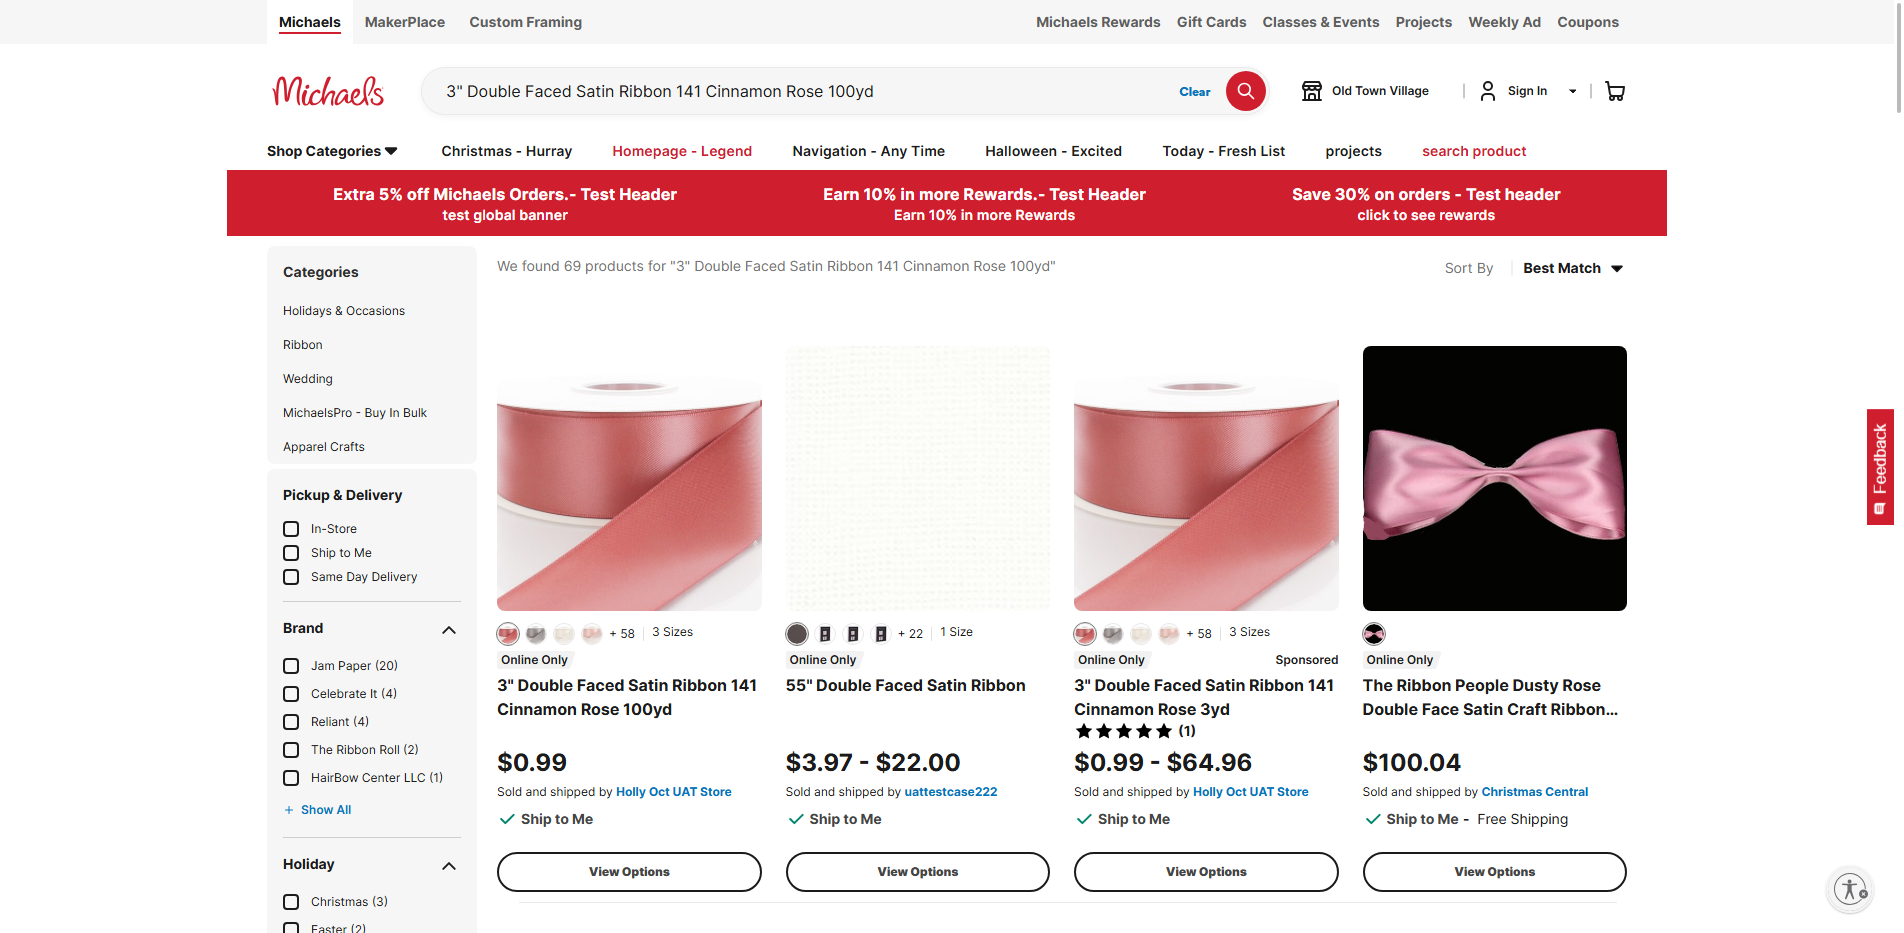 Michaels
MakerPlace
Custom Framing
Michaels Rewards
Gift Cards
Classes & Events
Projects
Weekly Ad
Coupons
Michaels
3" Double Faced Satin Ribbon 141 Cinnamon Rose 100yd
Clear
Old Town Village
Sign In
Shop Categories
Christmas - Hurray
Homepage - Legend
Navigation - Any Time
Halloween - Excited
Today - Fresh List
projects
search product
Extra 5% off Michaels Orders.- Test Header
test global banner
Earn 10% in more Rewards.- Test Header
Earn 10% in more Rewards
Save 30% on orders - Test header
click to see rewards
Categories
Holidays & Occasions
Ribbon
Wedding
MichaelsPro - Buy In Bulk
Apparel Crafts
Pickup & Delivery
In-Store
Ship to Me
Same Day Delivery
Brand
Jam Paper (20)
Celebrate It (4)
Reliant (4)
The Ribbon Roll (2)
HairBow Center LLC (1)
+ Show All
Holiday
Christmas (3)
Easter (2)
We found 69 products for "3" Double Faced Satin Ribbon 141 Cinnamon Rose 100yd"
Sort By
Best Match
+ 58
3 Sizes
Online Only
3" Double Faced Satin Ribbon 141
Cinnamon Rose 100yd
$0.99
Sold and shipped by Holly Oct UAT Store
Ship to Me
View Options
+ 22
1 Size
Online Only
55" Double Faced Satin Ribbon
$3.97 - $22.00
Sold and shipped by uattestcase222
Ship to Me
View Options
+ 58
3 Sizes
Online Only
Sponsored
3" Double Faced Satin Ribbon 141
Cinnamon Rose 3yd
(1)
$0.99 - $64.96
Sold and shipped by Holly Oct UAT Store
Ship to Me
View Options
Online Only
The Ribbon People Dusty Rose
Double Face Satin Craft Ribbon...
$100.04
Sold and shipped by Christmas Central
Ship to Me - Free Shipping
View Options
Feedback